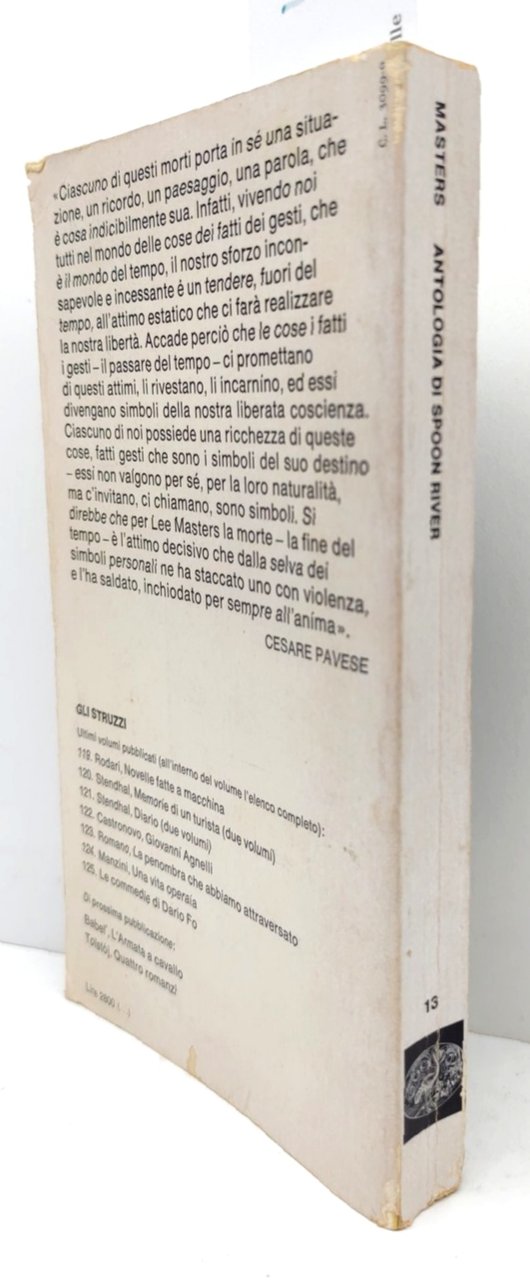 «Ciascuno di questi morti porta in sé una situa-
zione, un ricordo, un paesaggio, una parola, che
è cosa indicibilmente sua. Infatti, vivendo noi
tutti nel mondo delle cose dei fatti dei gesti, che
è il mondo del tempo, il nostro sforzo incon-
sapevole e incessante è un tendere, fuori del
tempo, all'attimo estatico che ci farà realizzare
la nostra libertà. Accade perciò che le cose i fatti
i gesti – il passare del tempo – ci promettano
di questi attimi, li rivestano, li incarnino, ed essi
divengano simboli della nostra liberata coscienza.
Ciascuno di noi possiede una ricchezza di queste
cose, fatti gesti che sono i simboli del suo destino
– essi non valgono per sé, per la loro naturalità,
ma c'invitano, ci chiamano, sono simboli. Si
direbbe che per Lee Masters la morte – la fine del
tempo – è l'attimo decisivo che dalla selva dei
simboli personali ne ha staccato uno con violenza,
e l'ha saldato, inchiodato per sempre all'anima».
CESARE PAVESE
GLI STRUZZI
Ultimi volumi pubblicati (all'interno del volume l'elenco completo):
119. Rodari, Novelle fatte a macchina
120. Stendhal, Memorie di un turista (due volumi)
121. Stendhal, Diario (due volumi)
122. Castronovo, Giovanni Agnelli
123. Romano, La penombra che abbiamo attraversato
124. Manzini, Una vita operaia
125. Le commedie di Dario Fo
Di prossima pubblicazione:
Babel', L'Armata a cavallo
Tolstòj, Quattro romanzi
Lire 2800
C. L. 3099-0
MASTERS ANTOLOGIA DI SPOON RIVER
13